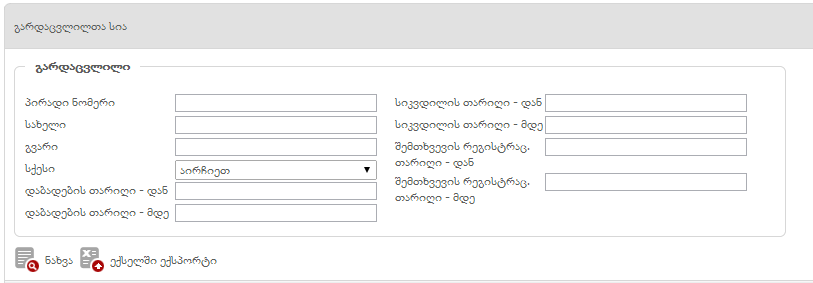 გარდაცვლილთა სია
გარდაცვლილი
პირადი ნომერი
სახელი
გვარი
სქესი
აირჩიეთ
დაბადების თარიღი - დან
დაბადების თარიღი - მდე
სიკვდილის თარიღი - დან
სიკვდილის თარიღი - მდე
შემთხვევის რეგისტრაც.
თარიღი - დან
შემთხვევის რეგისტრაც.
თარიღი - მდე
ნახვა
ექსელში ექსპორტი